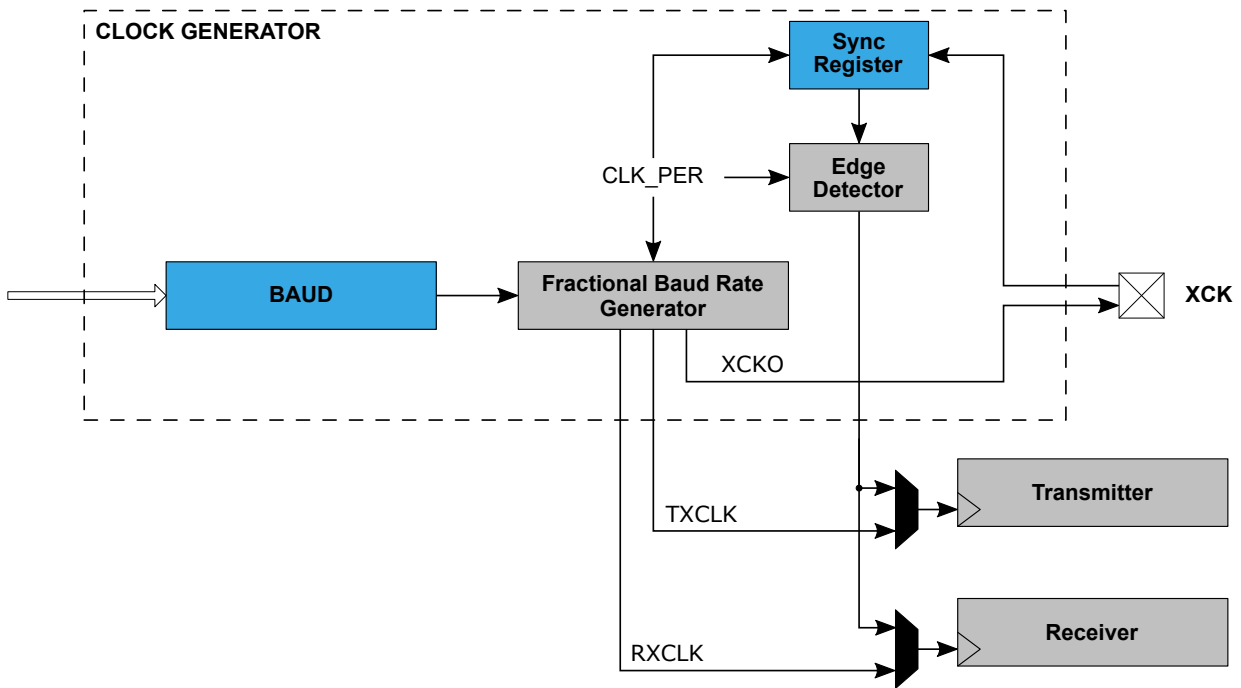 CLOCK GENERATOR
Sync
Register
CLK_PER
Edge
Detector
BAUD
Fractional Baud Rate
Generator
XCK
XCKO
Transmitter
TXCLK
Receiver
RXCLK